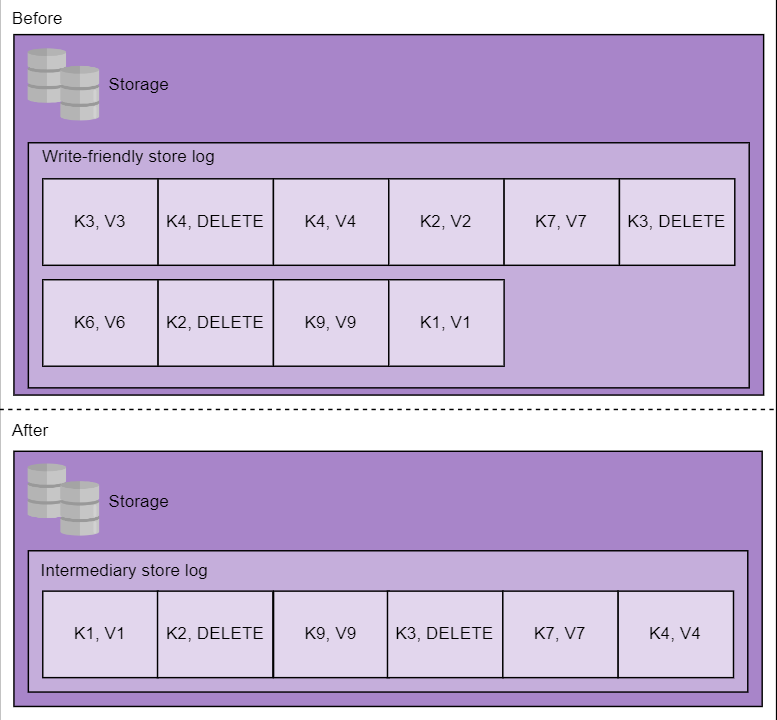 Before
Storage
Write-friendly store log
K3, V3 K4, DELETE K4, V4 K2, V2 K7, V7 K3, DELETE
K6, V6 K2, DELETE K9, V9 K1, V1
After
Storage
Intermediary store log
K1, V1 K2, DELETE K9, V9 K3, DELETE K7, V7 K4, V4